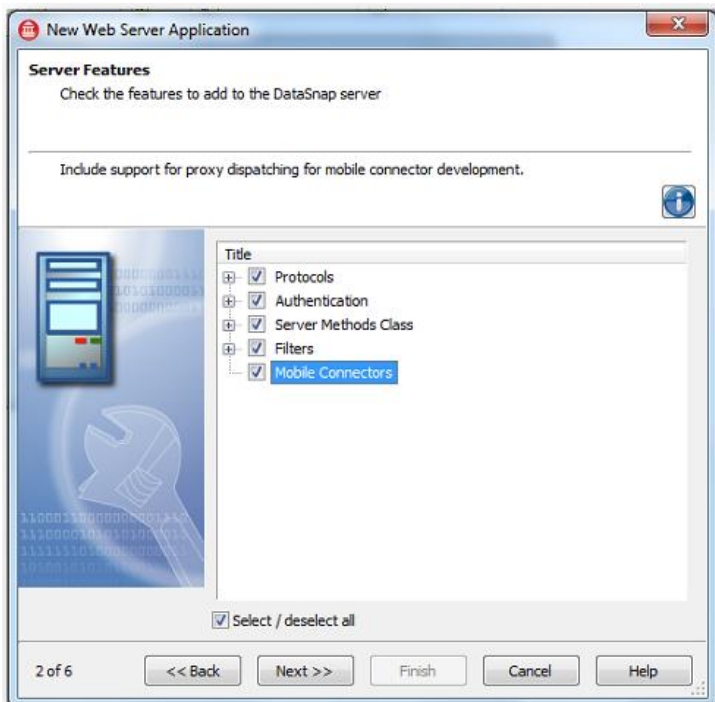 New Web Server Application
Server Features
Check the features to add to the DataSnap server
Include support for proxy dispatching for mobile connector development.
Title
Protocols
Authentication
Server Methods Class
Filters
Mobile Connectors
Select / deselect all
2 of 6
<< Back
Next >>
Finish
Cancel
Help